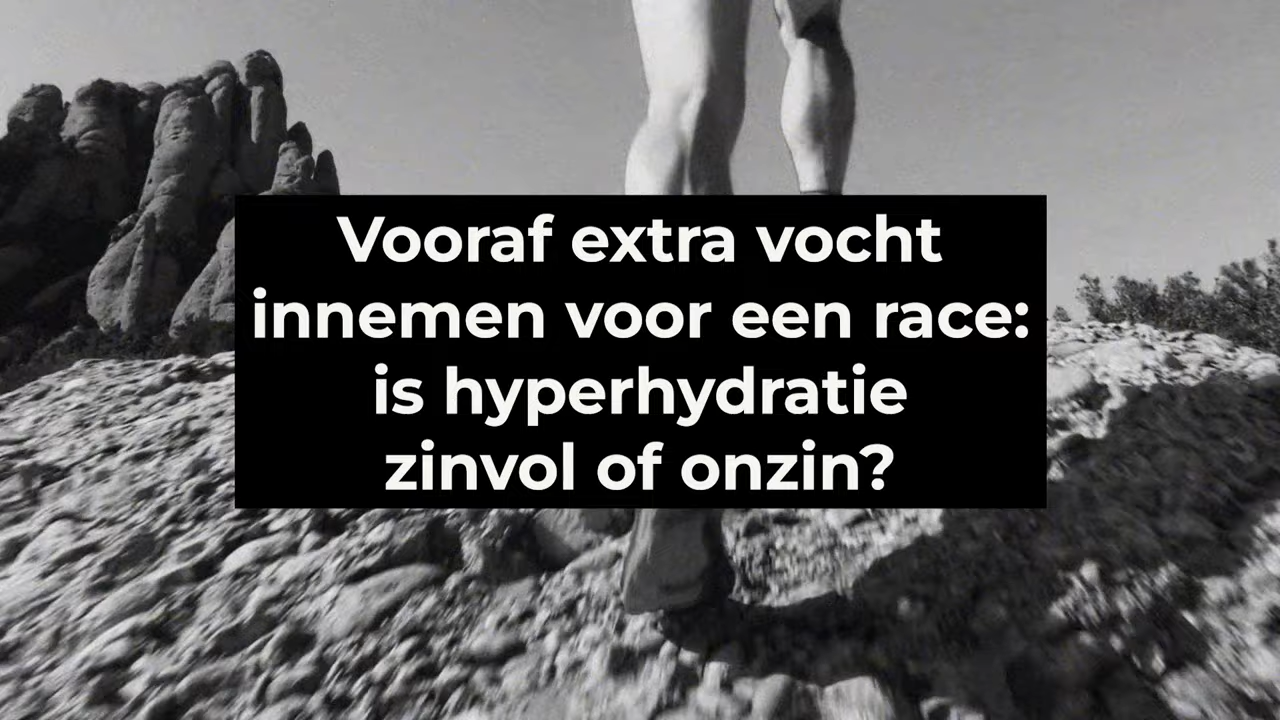 Vooraf extra vocht
innemen voor een race:
is hyperhydratie
zinvol of onzin?